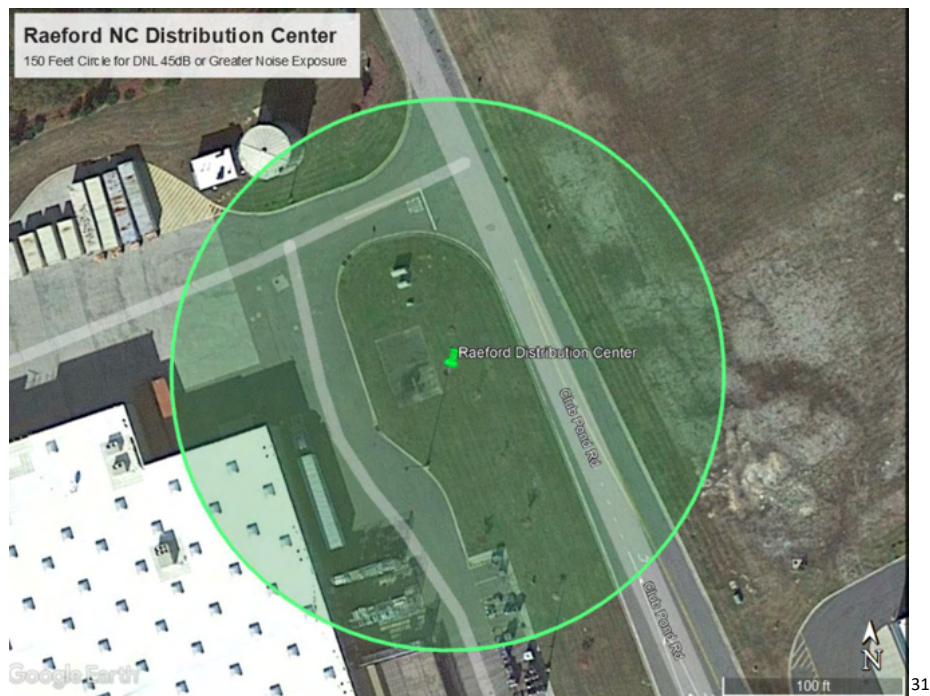 Raeford NC Distribution Center
150 Feet Circle for DNL 45dB or Greater Noise Exposure
Raeford Distribution Center
Club Pond Rd
Club Pond Rd
N
Google Earth
100 ft
31